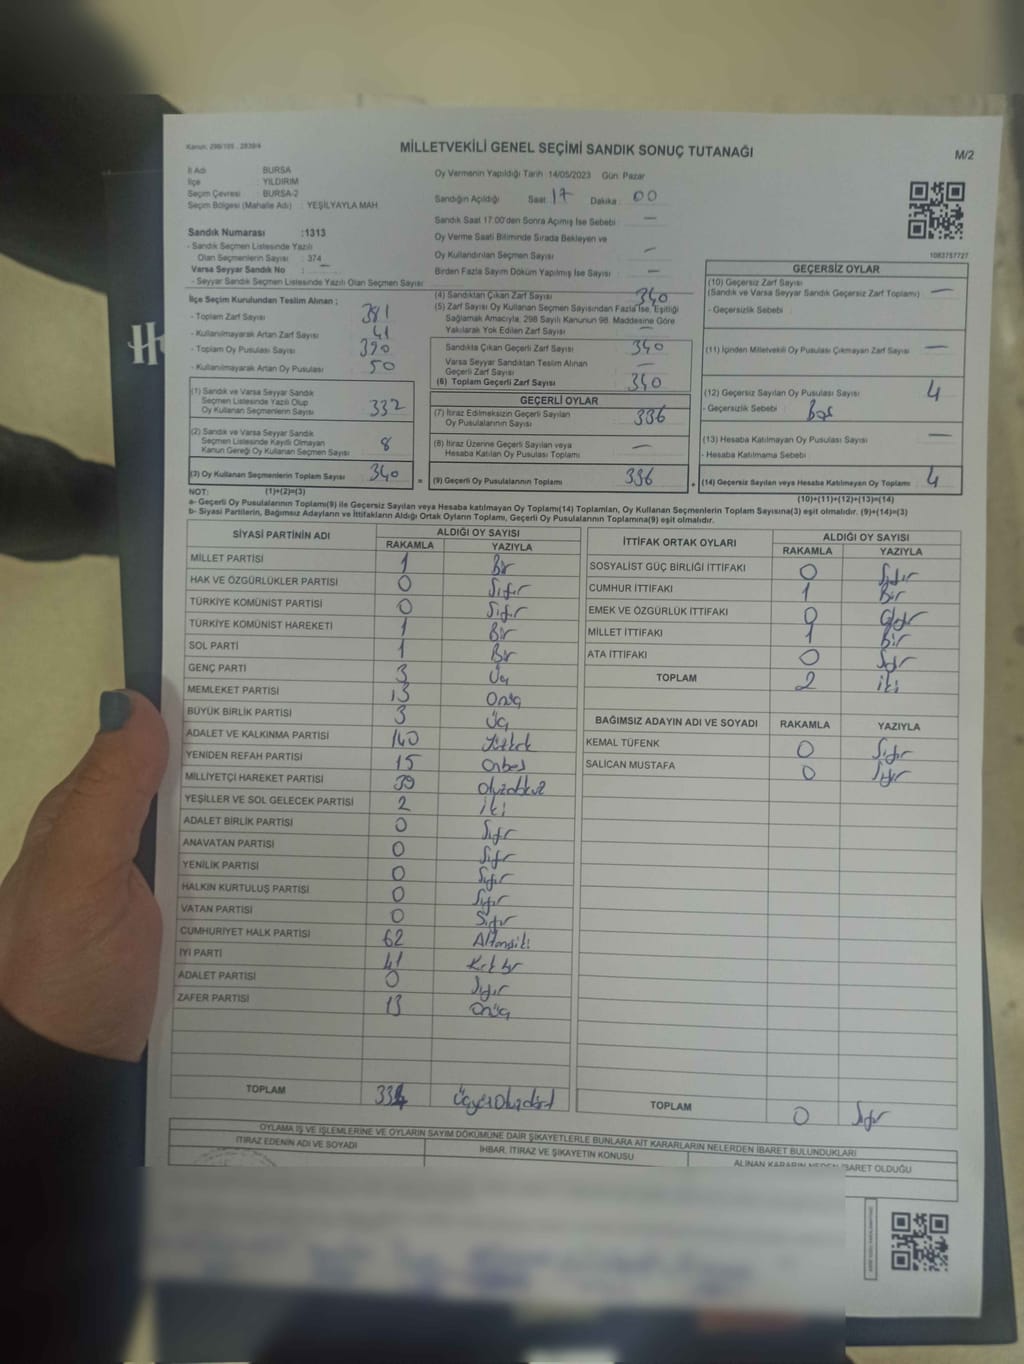 Kanun: 298/105 , 2839/4
MİLLETVEKİLİ GENEL SEÇİMİ SANDIK SONUÇ TUTANAĞI
M/2
İl Adı : BURSA
İlçe : YILDIRIM
Seçim Çevresi : BURSA-2
Seçim Bölgesi (Mahalle Adı) : YEŞİLYAYLA MAH.
Sandık Numarası :1313
- Sandık Seçmen Listesinde Yazılı
Olan Seçmenlerin Sayısı : 374
Varsa Seyyar Sandık No : —
- Seyyar Sandık Seçmen Listesinde Yazılı Olan Seçmen Sayısı:
Oy Vermenin Yapıldığı Tarih :14/05/2023 Gün: Pazar
Sandığın Açıldığı Saat: 17 Dakika : 00
Sandık Saat 17:00'den Sonra Açımış İse Sebebi : —
Oy Verme Saati Bitiminde Sırada Bekleyen ve
Oy Kullandırılan Seçmen Sayısı —
Birden Fazla Sayım Döküm Yapılmış İse Sayısı : —
1083757727
İlçe Seçim Kurulundan Teslim Alınan ;
- Toplam Zarf Sayısı : 381
- Kullanılmayarak Artan Zarf Sayısı : 41
- Toplam Oy Pusulası Sayısı : 390
- Kullanılmayarak Artan Oy Pusulası : 50
(1) Sandık ve Varsa Seyyar Sandık
Seçmen Listesinde Yazılı Olup
Oy Kullanan Seçmenlerin Sayısı : 332
(2) Sandık ve Varsa Seyyar Sandık
Seçmen Listesinde Kayıtlı Olmayan
Kanun Gereği Oy Kullanan Seçmen Sayısı : 8
(3) Oy Kullanan Seçmenlerin Toplam Sayısı : 340 =
(4) Sandıktan Çıkan Zarf Sayısı : 340
(5) Zarf Sayısı Oy Kullanan Seçmen Sayısından Fazla İse, Eşitliği
Sağlamak Amacıyla, 298 Sayılı Kanunun 98. Maddesine Göre
Yakılarak Yok Edilen Zarf Sayısı : —
Sandıkta Çıkan Geçerli Zarf Sayısı : 340
Varsa Seyyar Sandıktan Teslim Alınan
Geçerli Zarf Sayısı : —
(6) Toplam Geçerli Zarf Sayısı : 340
GEÇERLİ OYLAR
(7) İtiraz Edilmeksizin Geçerli Sayılan
Oy Pusulalarının Sayısı : 336
(8) İtiraz Üzerine Geçerli Sayılan veya
Hesaba Katılan Oy Pusulası Toplamı : —
(9) Geçerli Oy Pusulalarının Toplamı : 336 +
GEÇERSİZ OYLAR
(10) Geçersiz Zarf Sayısı
(Sandık ve Varsa Seyyar Sandık Geçersiz Zarf Toplamı) : —
- Geçersizlik Sebebi :
(11) İçinden Milletvekili Oy Pusulası Çıkmayan Zarf Sayısı : —
(12) Geçersiz Sayılan Oy Pusulası Sayısı : 4
- Geçersizlik Sebebi : Boş
(13) Hesaba Katılmayan Oy Pusulası Sayısı : —
- Hesaba Katılmama Sebebi :
(14) Geçersiz Sayılan veya Hesaba Katılmayan Oy Toplamı : 4
NOT: (1)+(2)=(3) (10)+(11)+(12)+(13)=(14)
a- Geçerli Oy Pusulalarının Toplamı(9) ile Geçersiz Sayılan veya Hesaba katılmayan Oy Toplamı(14) Toplamları, Oy Kullanan Seçmenlerin Toplam Sayısına(3) eşit olmalıdır. (9)+(14)=(3)
b- Siyasi Partilerin, Bağımsız Adayların ve İttifakların Aldığı Ortak Oyların Toplamı, Geçerli Oy Pusulalarının Toplamına(9) eşit olmalıdır.
SİYASİ PARTİNİN ADI ALDIĞI OY SAYISI
RAKAMLA YAZIYLA
MİLLET PARTİSİ 1 Bir
HAK VE ÖZGÜRLÜKLER PARTİSİ 0 Sıfır
TÜRKİYE KOMÜNİST PARTİSİ 0 Sıfır
TÜRKİYE KOMÜNİST HAREKETİ 1 Bir
SOL PARTİ 1 Bir
GENÇ PARTİ 3 Üç
MEMLEKET PARTİSİ 13 Onüç
BÜYÜK BİRLİK PARTİSİ 3 Üç
ADALET VE KALKINMA PARTİSİ 140 Yüzkırk
YENİDEN REFAH PARTİSİ 15 Onbeş
MİLLİYETÇİ HAREKET PARTİSİ 39 Otuzdokuz
YEŞİLLER VE SOL GELECEK PARTİSİ 2 İki
ADALET BİRLİK PARTİSİ 0 Sıfır
ANAVATAN PARTİSİ 0 Sıfır
YENİLİK PARTİSİ 0 Sıfır
HALKIN KURTULUŞ PARTİSİ 0 Sıfır
VATAN PARTİSİ 0 Sıfır
CUMHURİYET HALK PARTİSİ 62 Altmışiki
İYİ PARTİ 41 Kırkbir
ADALET PARTİSİ 0 Sıfır
ZAFER PARTİSİ 13 Onüç
TOPLAM 334 Üçyüzotuzdört
İTTİFAK ORTAK OYLARI ALDIĞI OY SAYISI
RAKAMLA YAZIYLA
SOSYALİST GÜÇ BİRLİĞİ İTTİFAKI 0 Sıfır
CUMHUR İTTİFAKI 1 Bir
EMEK VE ÖZGÜRLÜK İTTİFAKI 0 Sıfır
MİLLET İTTİFAKI 1 Bir
ATA İTTİFAKI 0 Sıfır
TOPLAM 2 İki
BAĞIMSIZ ADAYIN ADI VE SOYADI RAKAMLA YAZIYLA
KEMAL TÜFENK 0 Sıfır
SALİCAN MUSTAFA 0 Sıfır
TOPLAM 0 Sıfır
OYLAMA İŞ VE İŞLEMLERİNE VE OYLARIN SAYIM DÖKÜMÜNE DAİR ŞİKAYETLERLE BUNLARA AİT KARARLARIN NELERDEN İBARET BULUNDUKLARI
İTİRAZ EDENİN ADI VE SOYADI İHBAR, İTİRAZ VE ŞİKAYETİN KONUSU ALINAN KARARIN NEDEN İBARET OLDUĞU